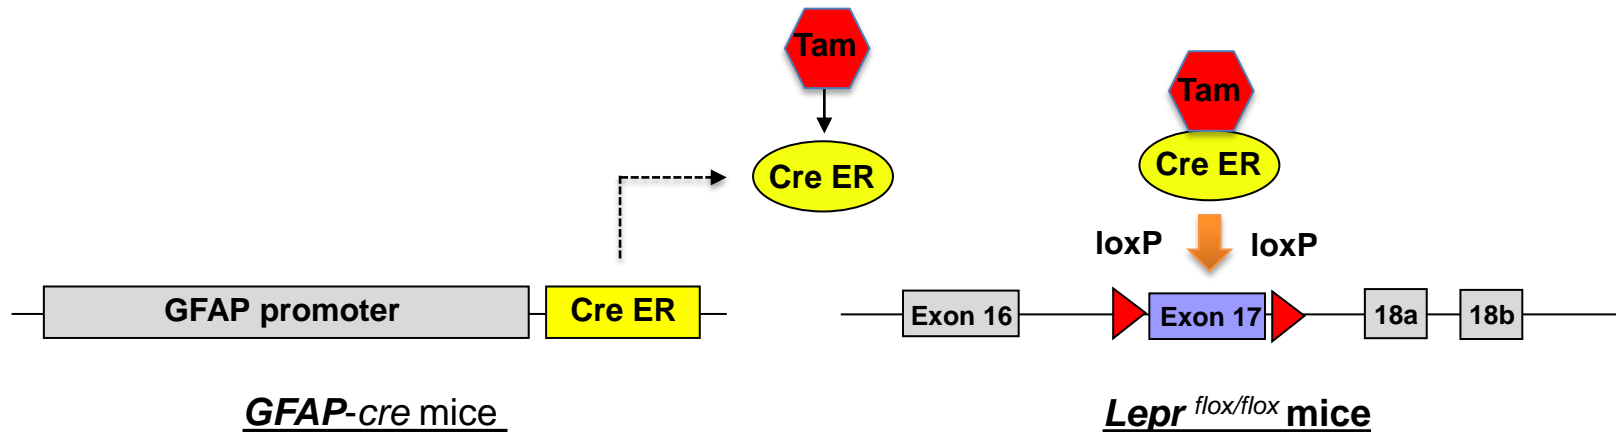 Tam
Cre ER
GFAP promoter
Cre ER
GFAP-cre mice
Tam
Cre ER
loxP loxP
Exon 16 Exon 17 18a 18b
Lepr flox/flox mice